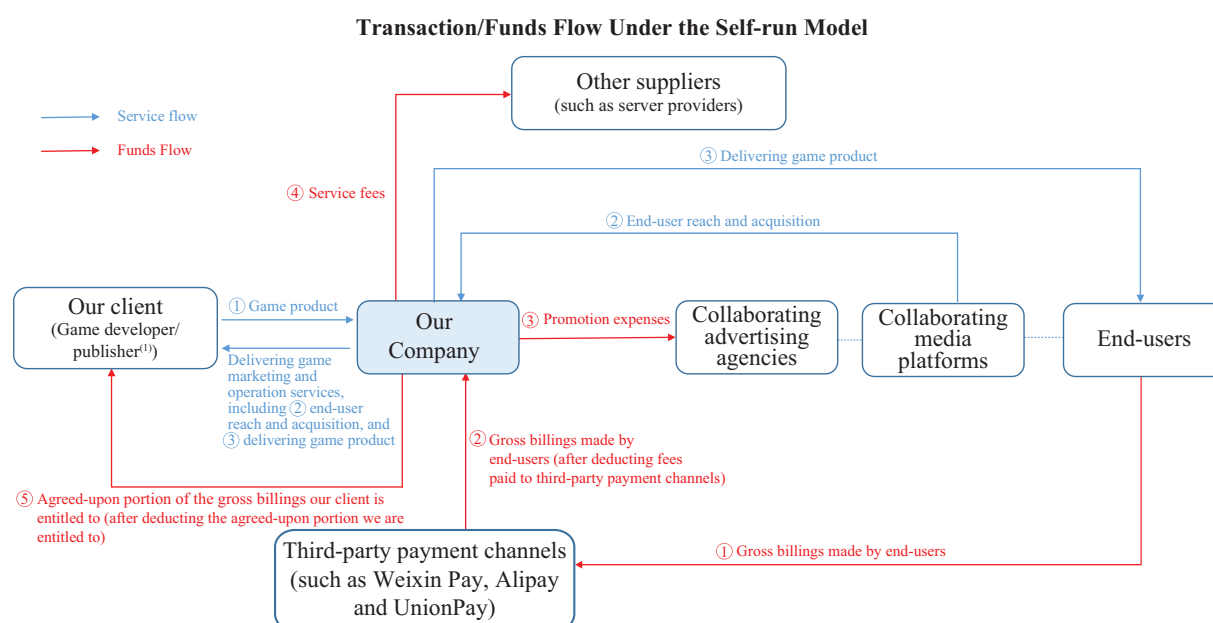 Transaction/Funds Flow Under the Self-run Model
Other suppliers
(such as server providers)
Service flow
Funds Flow
③ Delivering game product
④ Service fees
② End-user reach and acquisition
Our client
(Game developer/
publisher⁽¹⁾)
① Game product
Our
Company
③ Promotion expenses
Collaborating
advertising
agencies
Collaborating
media
platforms
End-users
Delivering game
marketing and
operation services,
including ② end-user
reach and acquisition, and
③ delivering game product
② Gross billings made by
end-users (after deducting fees
paid to third-party payment channels)
⑤ Agreed-upon portion of the gross billings our client is
entitled to (after deducting the agreed-upon portion we are
entitled to)
Third-party payment channels
(such as Weixin Pay, Alipay
and UnionPay)
① Gross billings made by end-users